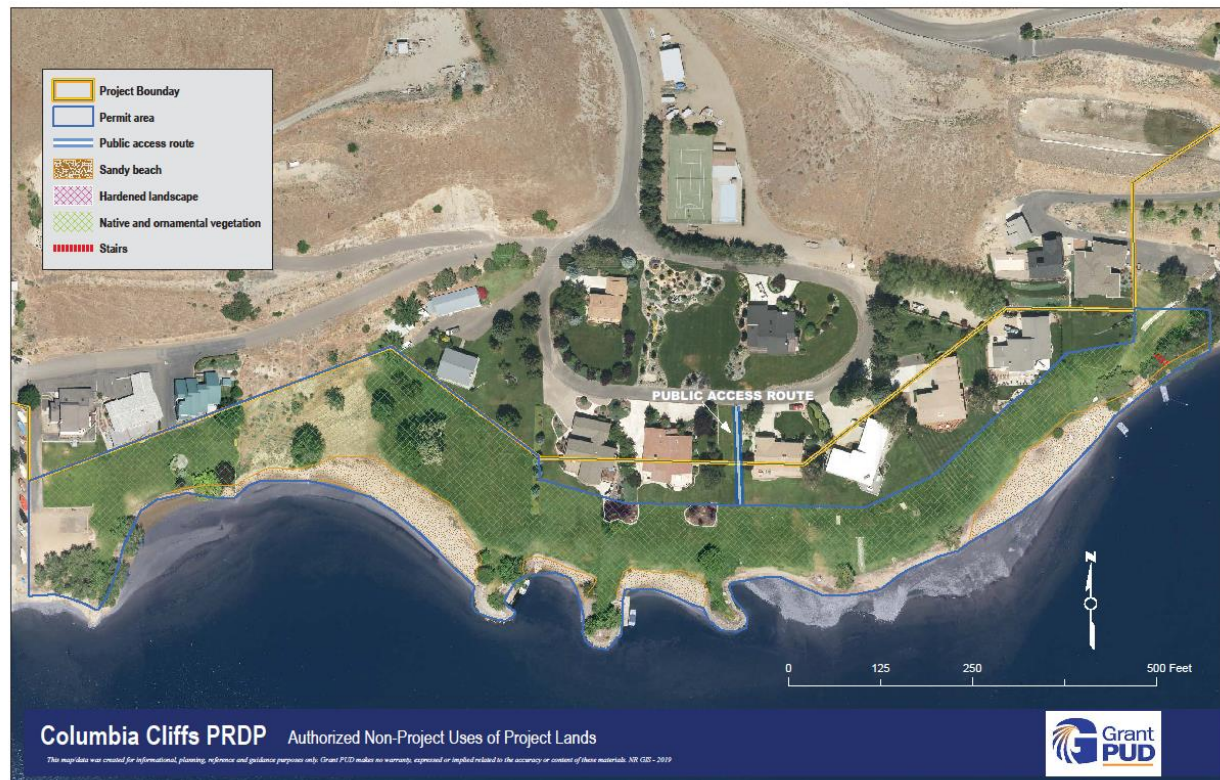 Project Bounday
Permit area
Public access route
Sandy beach
Hardened landscape
Native and ornamental vegetation
Stairs
PUBLIC ACCESS ROUTE
N
0 125 250 500 Feet
Columbia Cliffs PRDP Authorized Non-Project Uses of Project Lands
This map/data was created for informational, planning, reference and guidance purposes only. Grant PUD makes no warranty, expressed or implied related to the accuracy or content of these materials. NR GIS - 2019
Grant
PUD